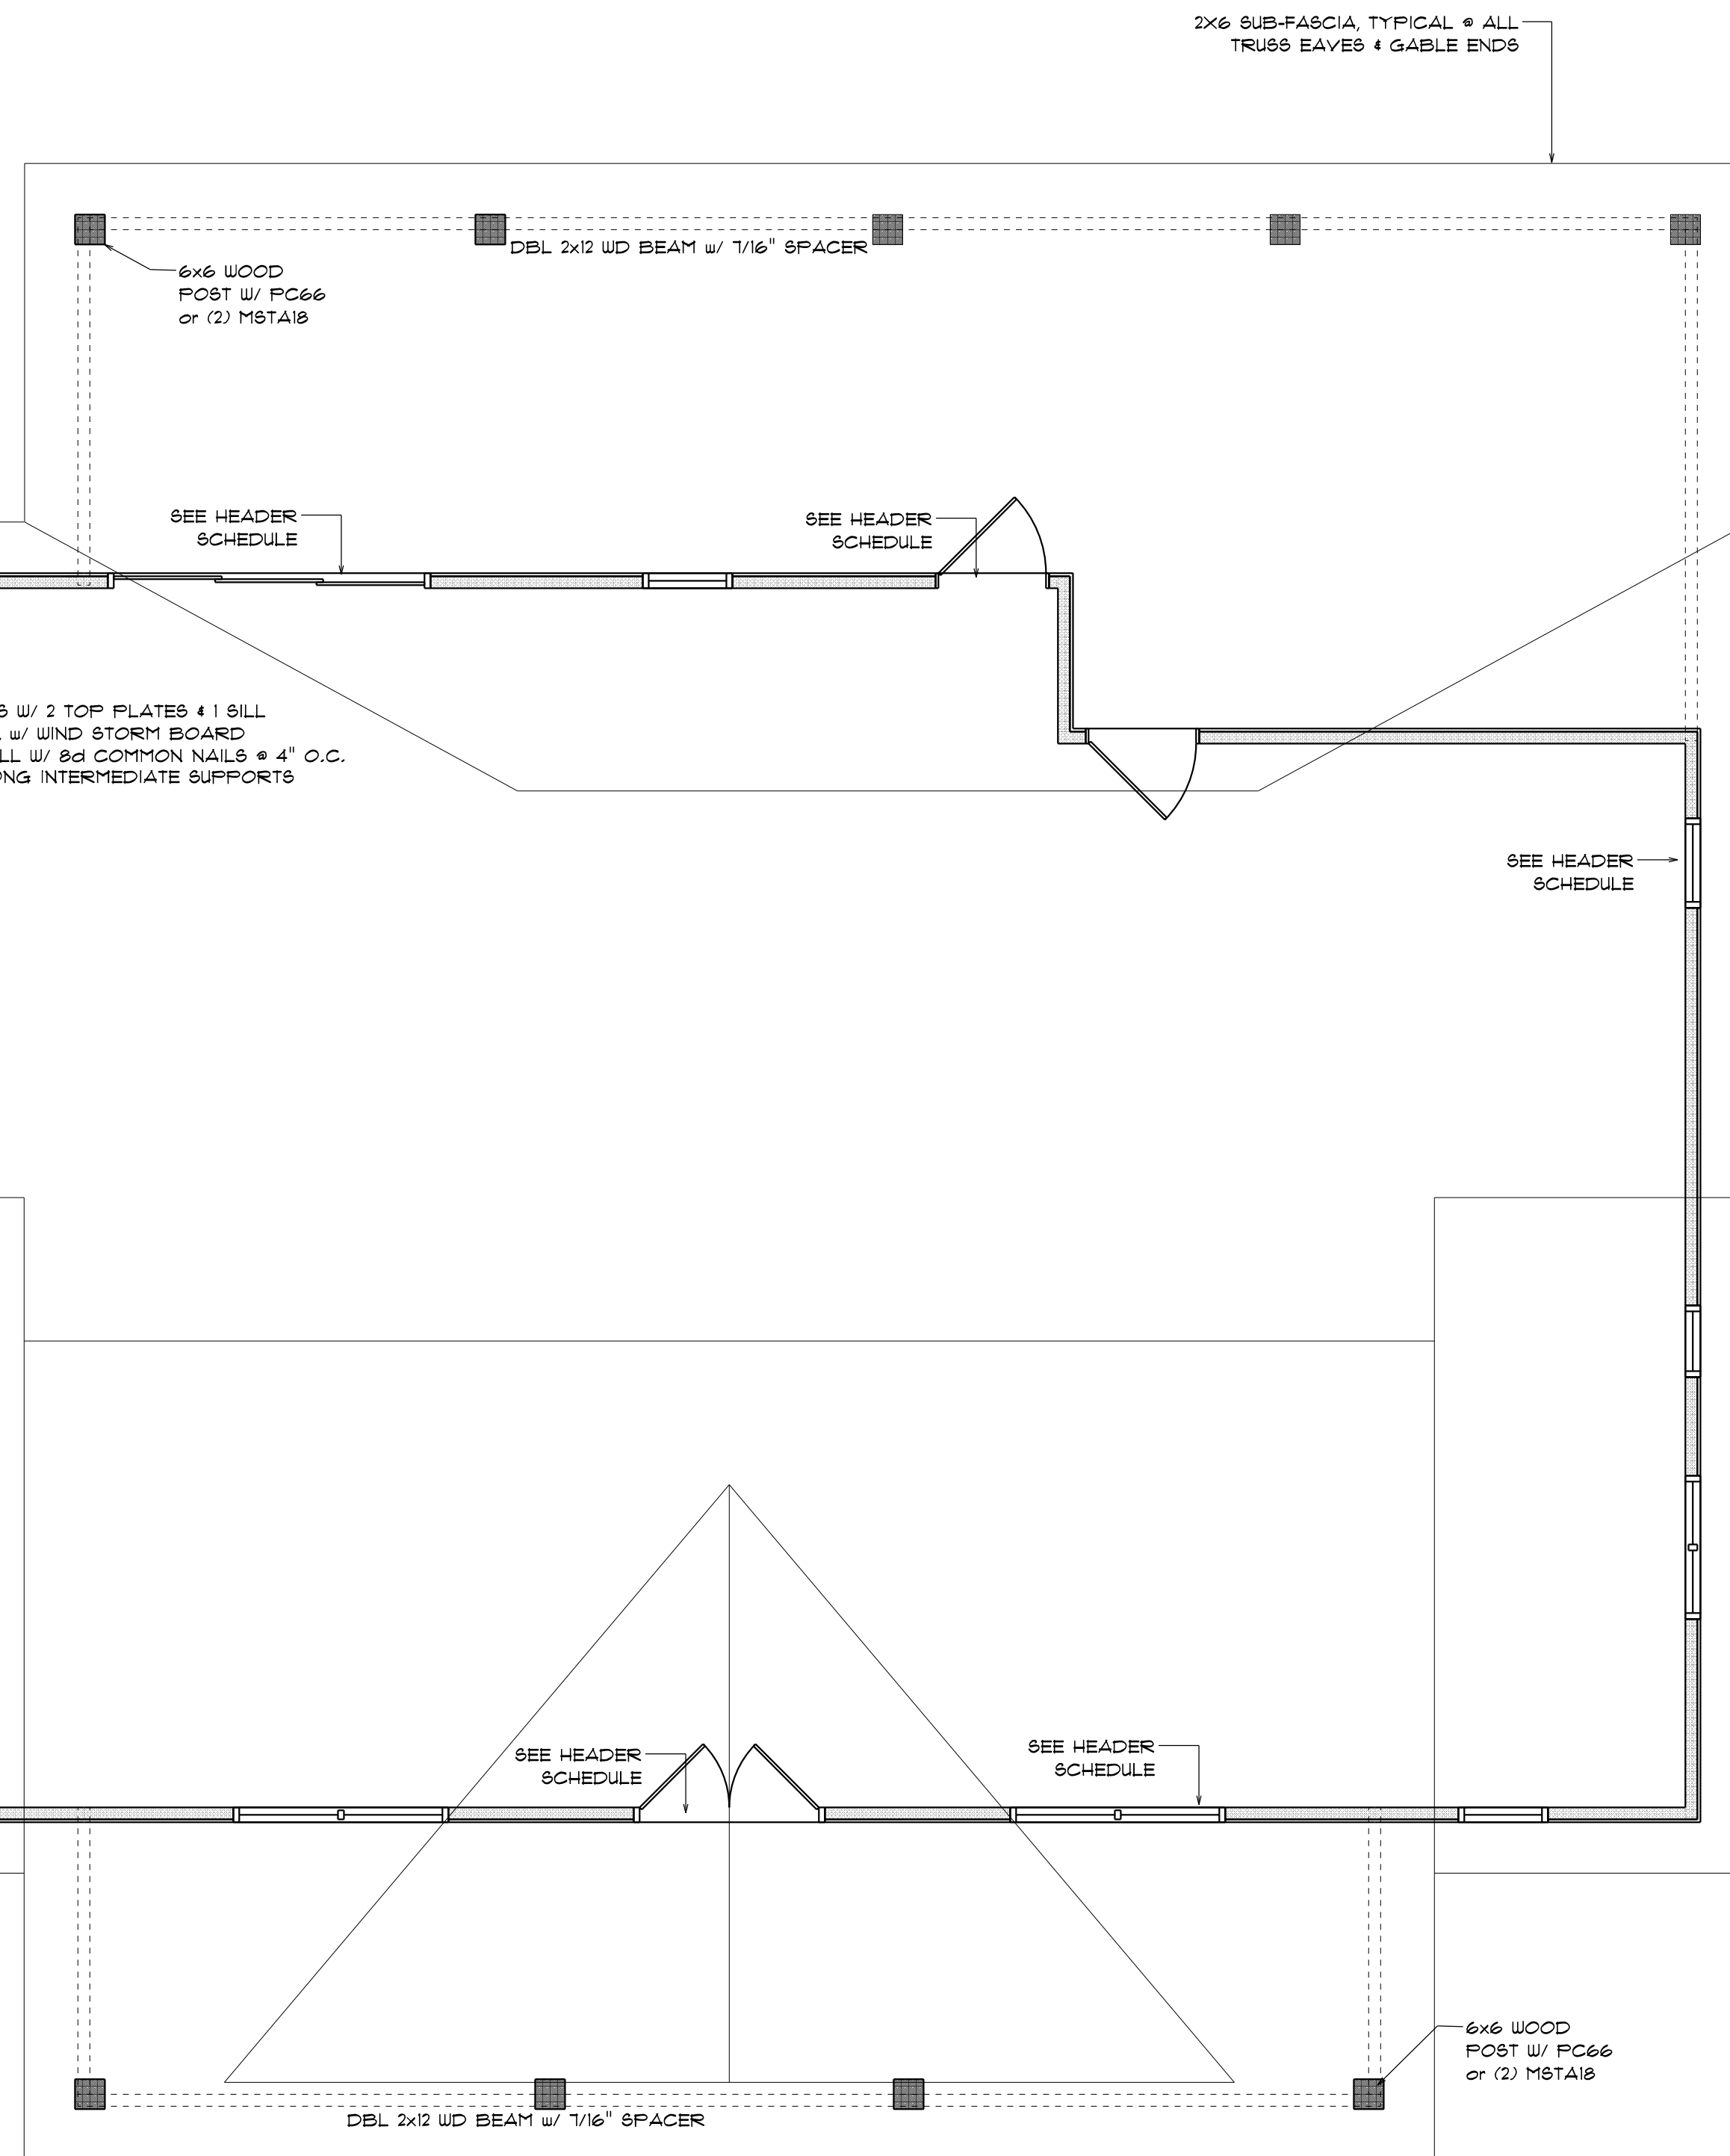 2X6 SUB-FASCIA, TYPICAL @ ALL
TRUSS EAVES & GABLE ENDS
DBL 2x12 WD BEAM w/ 7/16" SPACER
6x6 WOOD
POST W/ PC66
or (2) MSTA18
SEE HEADER
SCHEDULE
SEE HEADER
SCHEDULE
S W/ 2 TOP PLATES & 1 SILL
w/ WIND STORM BOARD
LL W/ 8d COMMON NAILS @ 4" O.C.
NG INTERMEDIATE SUPPORTS
SEE HEADER
SCHEDULE
SEE HEADER
SCHEDULE
SEE HEADER
SCHEDULE
6x6 WOOD
POST W/ PC66
or (2) MSTA18
DBL 2x12 WD BEAM w/ 7/16" SPACER